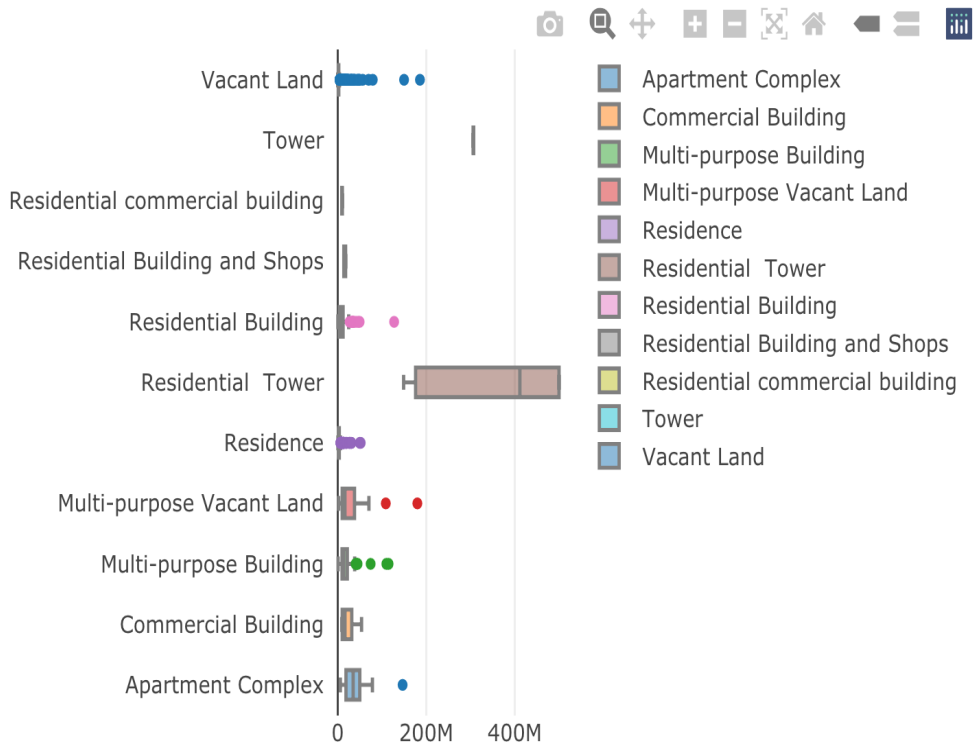 Vacant Land
Tower
Residential commercial building
Residential Building and Shops
Residential Building
Residential  Tower
Residence
Multi-purpose Vacant Land
Multi-purpose Building
Commercial Building
Apartment Complex
0
200M
400M
Apartment Complex
Commercial Building
Multi-purpose Building
Multi-purpose Vacant Land
Residence
Residential  Tower
Residential Building
Residential Building and Shops
Residential commercial building
Tower
Vacant Land